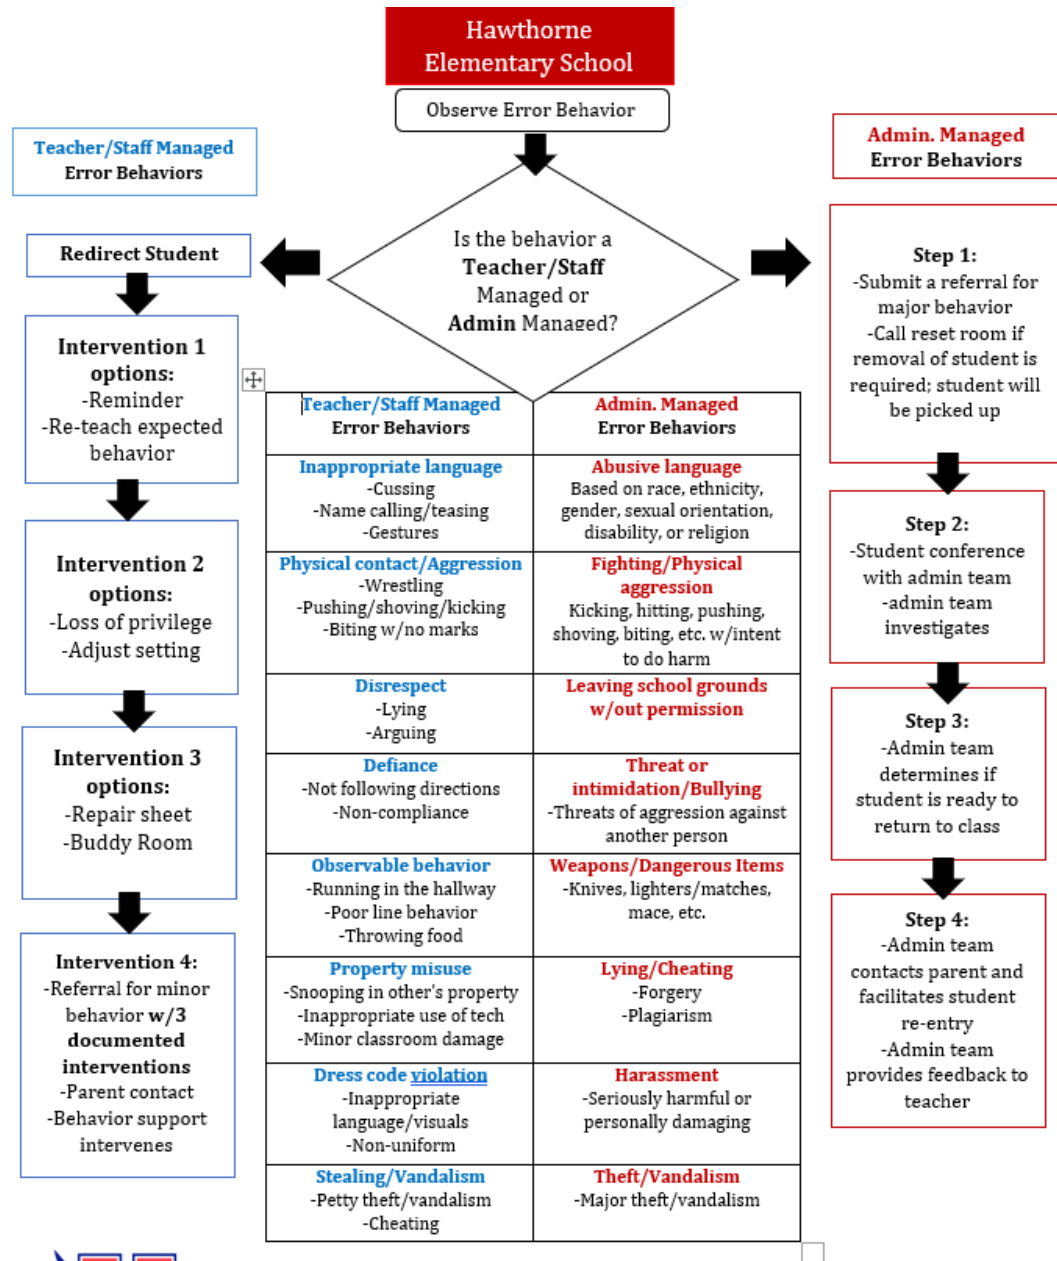 Hawthorne
Elementary School
Observe Error Behavior
Teacher/Staff Managed
Error Behaviors
Admin. Managed
Error Behaviors
Is the behavior a
Teacher/Staff
Managed or
Admin Managed?
Redirect Student
Intervention 1
options:
-Reminder
-Re-teach expected
behavior
Intervention 2
options:
-Loss of privilege
-Adjust setting
Intervention 3
options:
-Repair sheet
-Buddy Room
Intervention 4:
-Referral for minor
behavior w/3
documented
interventions
-Parent contact
-Behavior support
intervenes
Teacher/Staff Managed
Error Behaviors
Admin. Managed
Error Behaviors
Inappropriate language
-Cussing
-Name calling/teasing
-Gestures
Abusive language
Based on race, ethnicity,
gender, sexual orientation,
disability, or religion
Physical contact/Aggression
-Wrestling
-Pushing/shoving/kicking
-Biting w/no marks
Fighting/Physical
aggression
Kicking, hitting, pushing,
shoving, biting, etc. w/intent
to do harm
Disrespect
-Lying
-Arguing
Leaving school grounds
w/out permission
Defiance
-Not following directions
-Non-compliance
Threat or
intimidation/Bullying
-Threats of aggression against
another person
Observable behavior
-Running in the hallway
-Poor line behavior
-Throwing food
Weapons/Dangerous Items
-Knives, lighters/matches,
mace, etc.
Property misuse
-Snooping in other's property
-Inappropriate use of tech
-Minor classroom damage
Lying/Cheating
-Forgery
-Plagiarism
Dress code violation
-Inappropriate
language/visuals
-Non-uniform
Harassment
-Seriously harmful or
personally damaging
Stealing/Vandalism
-Petty theft/vandalism
-Cheating
Theft/Vandalism
-Major theft/vandalism
Step 1:
-Submit a referral for
major behavior
-Call reset room if
removal of student is
required; student will
be picked up
Step 2:
-Student conference
with admin team
-admin team
investigates
Step 3:
-Admin team
determines if
student is ready to
return to class
Step 4:
-Admin team
contacts parent and
facilitates student
re-entry
-Admin team
provides feedback to
teacher